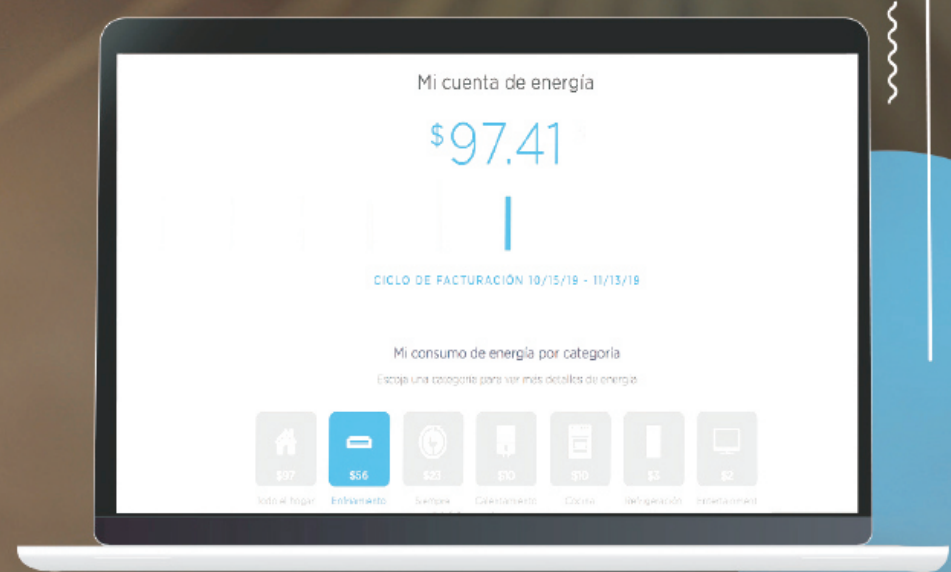 Mi cuenta de energía
$97.41
CICLO DE FACTURACIÓN 10/15/19 - 11/13/19
Mi consumo de energía por categoría
Escoja una categoría para ver más detalles de energía
$97 $56 $23 $10 $10 $3 $2
Todo el hogar Enfriamiento Siempre Calentamiento Cocina Refrigeración Entertainment